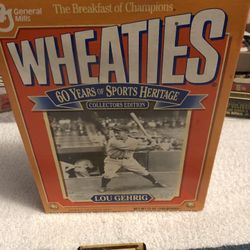 General
Mills
The Breakfast of Champions
WHEATIES
60 YEARS OF SPORTS HERITAGE
COLLECTORS EDITION
LOU GEHRIG